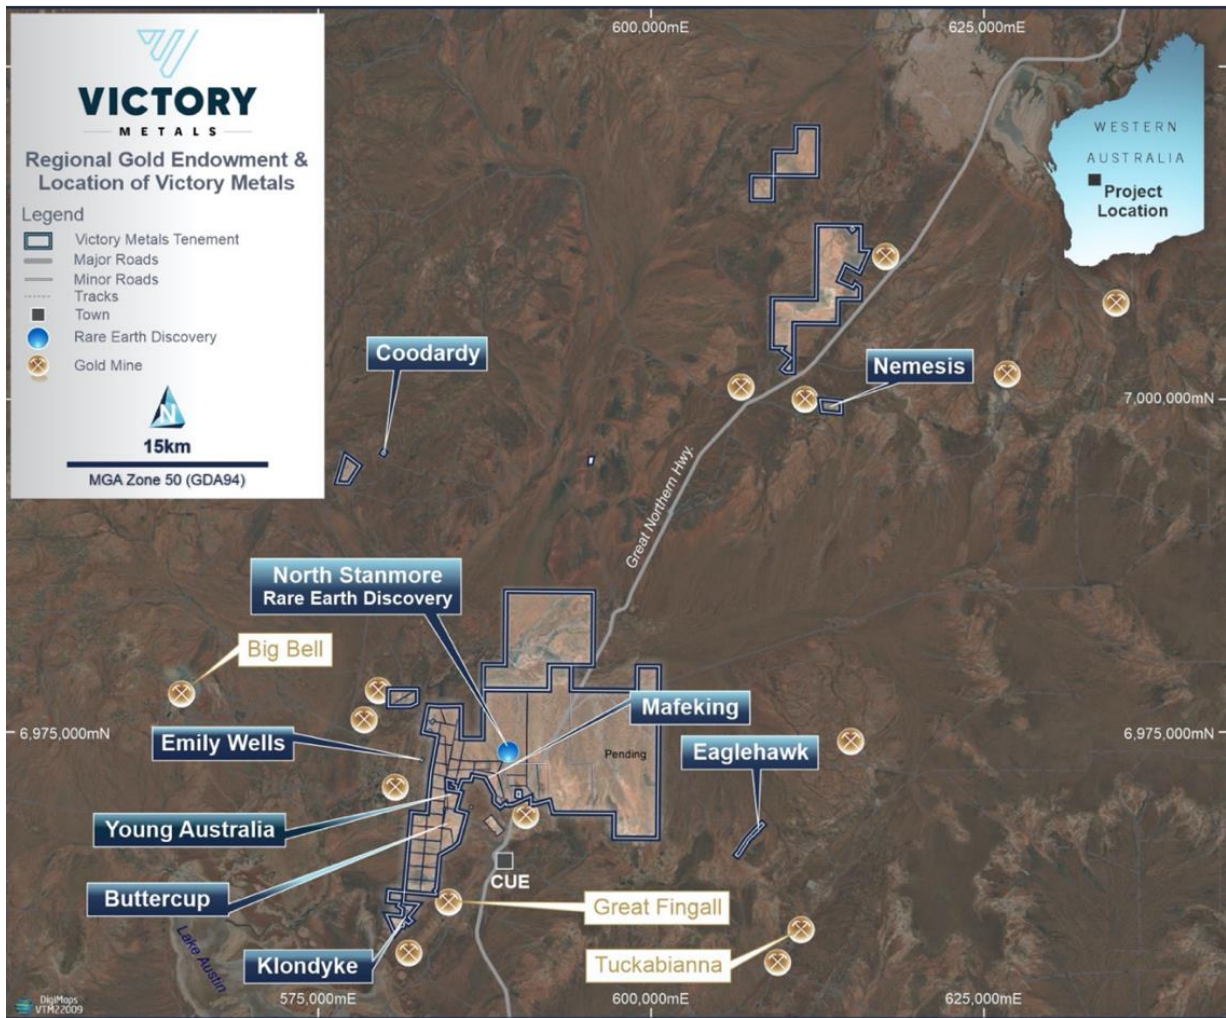 600,000mE
625,000mE
VICTORY
METALS
Regional Gold Endowment &
Location of Victory Metals
Legend
Victory Metals Tenement
Major Roads
Minor Roads
Tracks
Town
Rare Earth Discovery
Gold Mine
N
15km
MGA Zone 50 (GDA94)
WESTERN
AUSTRALIA
Project
Location
Coodardy
Nemesis
7,000,000mN
Great Northern Hwy.
North Stanmore
Rare Earth Discovery
Big Bell
Mafeking
6,975,000mN
Emily Wells
Pending
Eaglehawk
Young Australia
CUE
Buttercup
Great Fingall
Lake Austin
Klondyke
Tuckabianna
DigiMaps
VTM22009
575,000mE
600,000mE
625,000mE
6,975,000mN